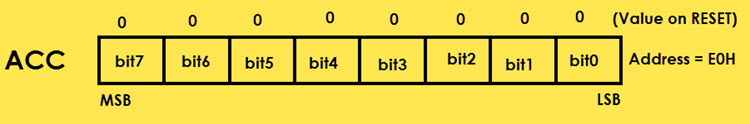 0 0 0 0 0 0 0 0 (Value on RESET)
ACC bit7 bit6 bit5 bit4 bit3 bit2 bit1 bit0 Address = E0H
MSB LSB